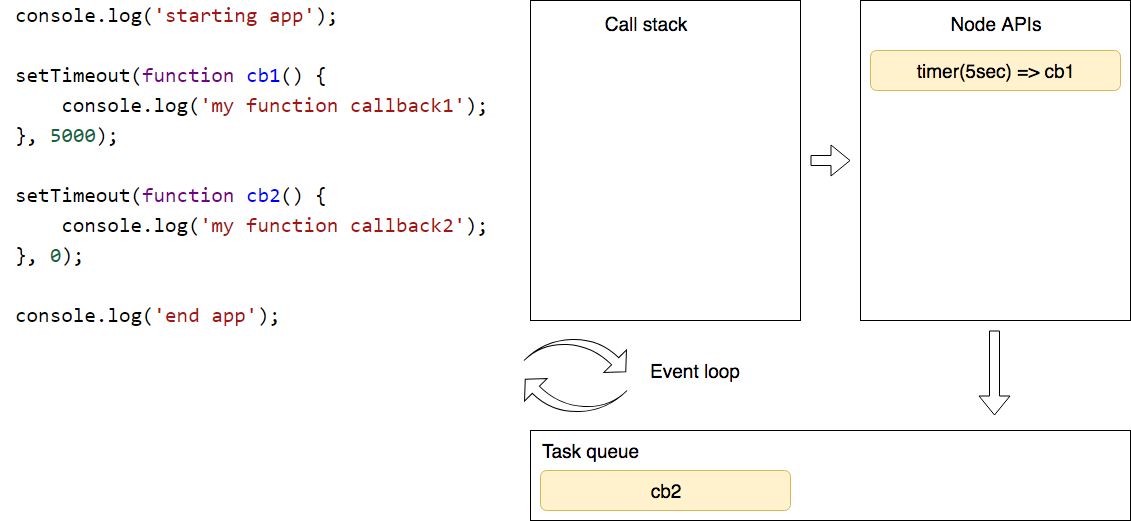 console.log('starting app');
setTimeout(function cb1() {
    console.log('my function callback1');
}, 5000);
setTimeout(function cb2() {
    console.log('my function callback2');
}, 0);
console.log('end app');
Call stack
Node APIs
timer(5sec) => cb1
Event loop
Task queue
cb2